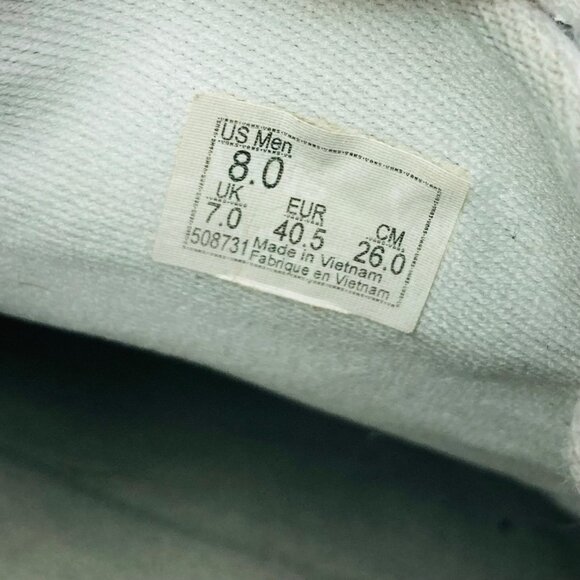 US Men
8.0
UK EUR CM
7.0 40.5 26.0
508731 Made in Vietnam
Fabrique en Vietnam